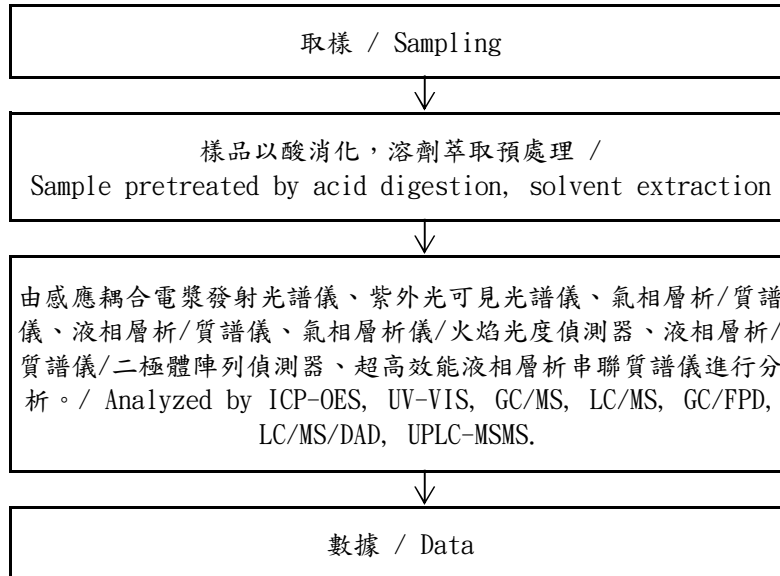 取樣 / Sampling
樣品以酸消化，溶劑萃取預處理 /
Sample pretreated by acid digestion, solvent extraction
由感應耦合電漿發射光譜儀、紫外光可見光譜儀、氣相層析/質譜
儀、液相層析/質譜儀、氣相層析儀/火焰光度偵測器、液相層析/
質譜儀/二極體陣列偵測器、超高效能液相層析串聯質譜儀進行分
析。/ Analyzed by ICP-OES, UV-VIS, GC/MS, LC/MS, GC/FPD,
LC/MS/DAD, UPLC-MSMS.
數據 / Data